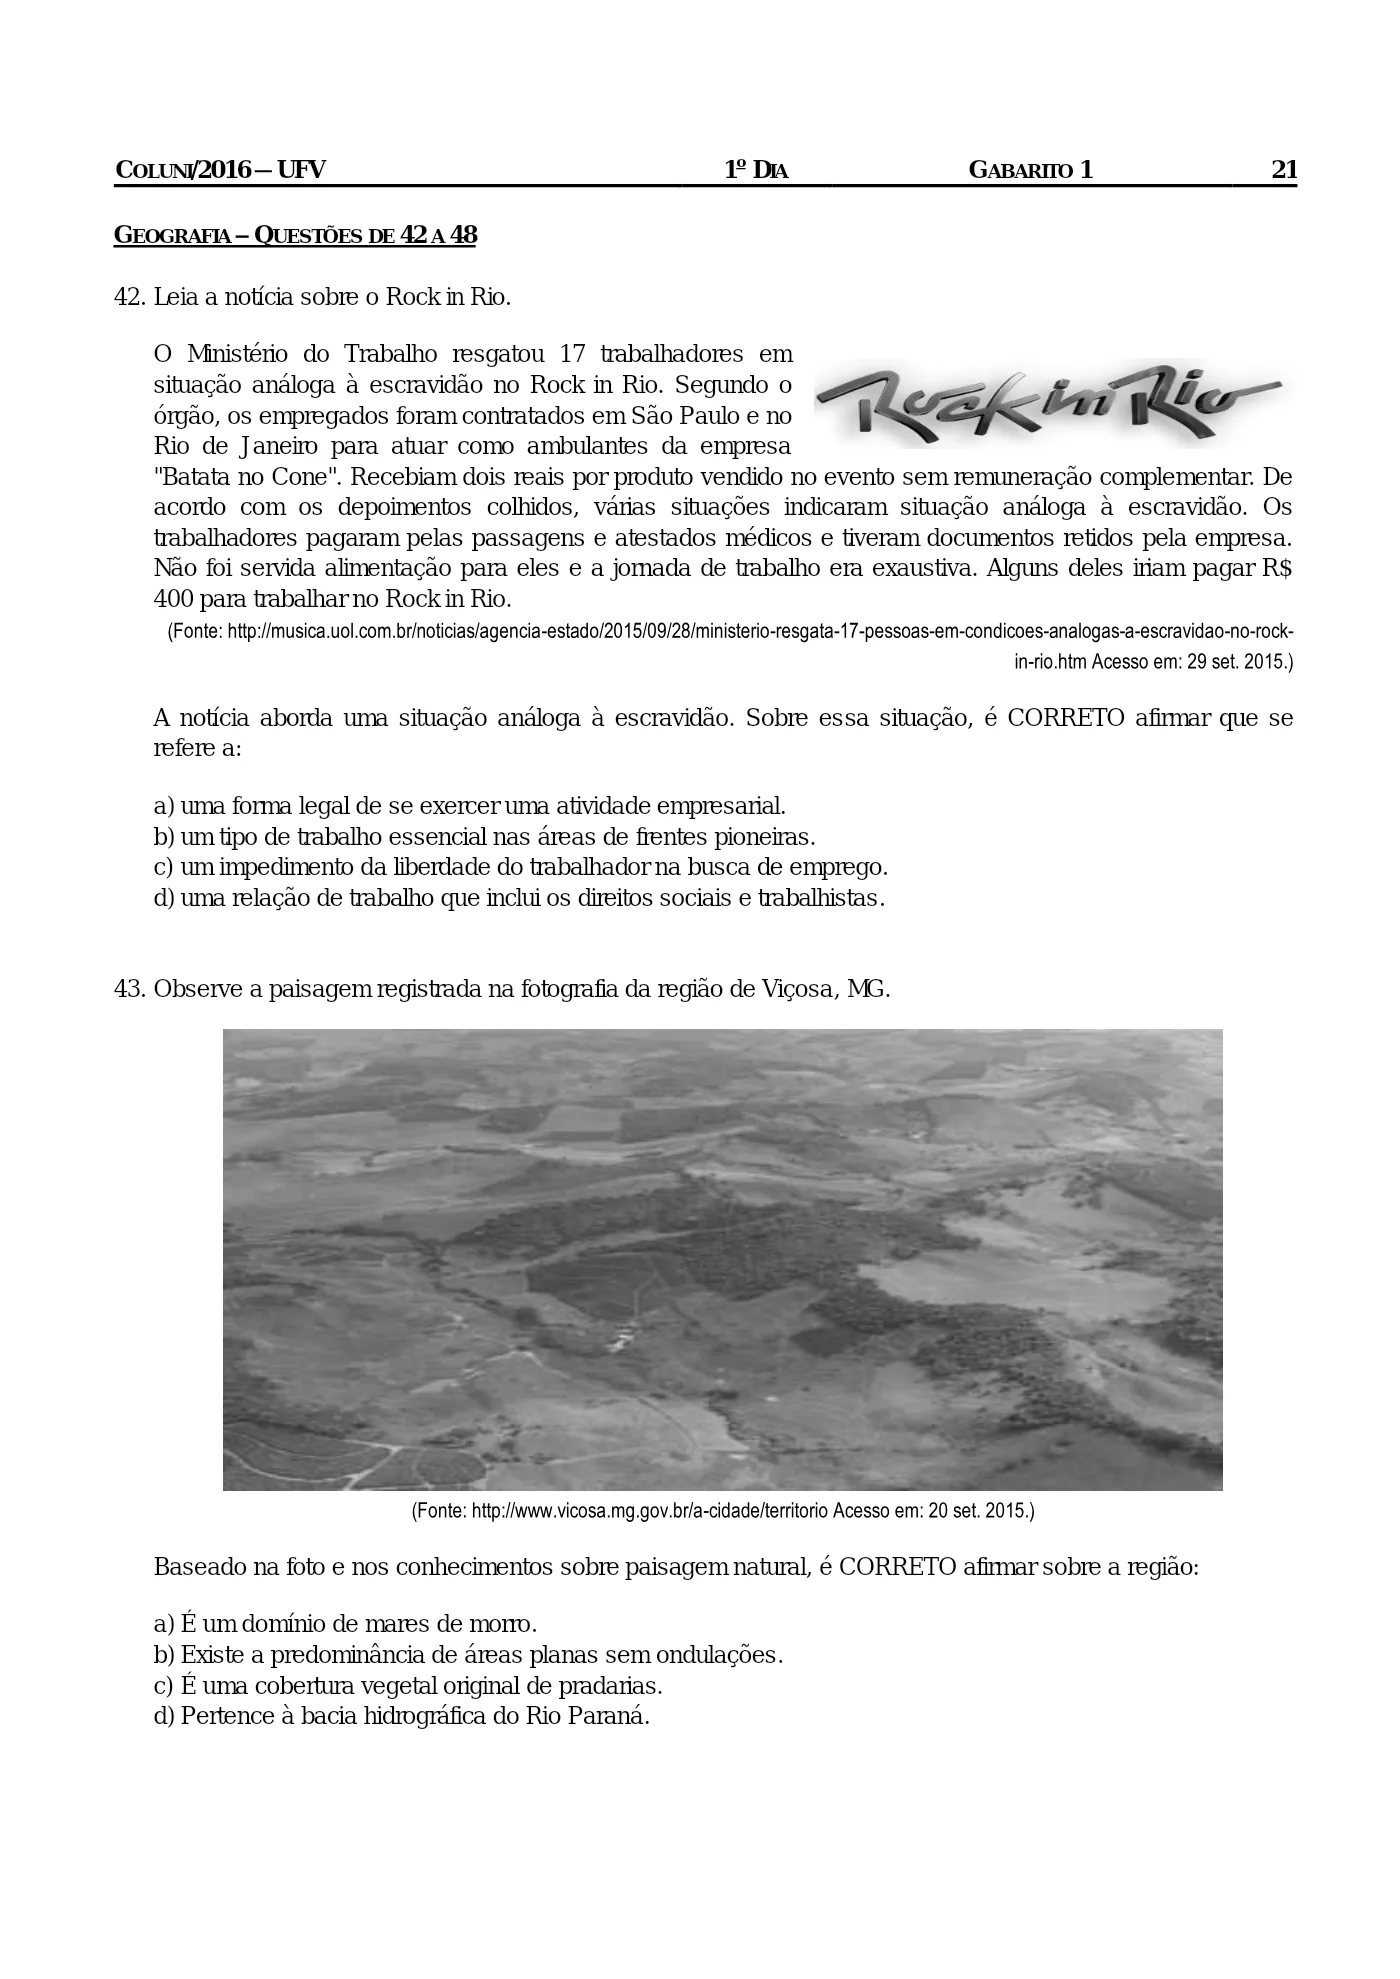 COLUNI/2016 — UFV 1º DIA GABARITO 1 21
GEOGRAFIA – QUESTÕES DE 42 A 48
42. Leia a notícia sobre o Rock in Rio.
O Ministério do Trabalho resgatou 17 trabalhadores em
situação análoga à escravidão no Rock in Rio. Segundo o
órgão, os empregados foram contratados em São Paulo e no
Rio de Janeiro para atuar como ambulantes da empresa
Rock in Rio
"Batata no Cone". Recebiam dois reais por produto vendido no evento sem remuneração complementar. De
acordo com os depoimentos colhidos, várias situações indicaram situação análoga à escravidão. Os
trabalhadores pagaram pelas passagens e atestados médicos e tiveram documentos retidos pela empresa.
Não foi servida alimentação para eles e a jornada de trabalho era exaustiva. Alguns deles iriam pagar R$
400 para trabalhar no Rock in Rio.
(Fonte: http://musica.uol.com.br/noticias/agencia-estado/2015/09/28/ministerio-resgata-17-pessoas-em-condicoes-analogas-a-escravidao-no-rock-
in-rio.htm Acesso em: 29 set. 2015.)
A notícia aborda uma situação análoga à escravidão. Sobre essa situação, é CORRETO afirmar que se
refere a:
a) uma forma legal de se exercer uma atividade empresarial.
b) um tipo de trabalho essencial nas áreas de frentes pioneiras.
c) um impedimento da liberdade do trabalhador na busca de emprego.
d) uma relação de trabalho que inclui os direitos sociais e trabalhistas.
43. Observe a paisagem registrada na fotografia da região de Viçosa, MG.
(Fonte: http://www.vicosa.mg.gov.br/a-cidade/territorio Acesso em: 20 set. 2015.)
Baseado na foto e nos conhecimentos sobre paisagem natural, é CORRETO afirmar sobre a região:
a) É um domínio de mares de morro.
b) Existe a predominância de áreas planas sem ondulações.
c) É uma cobertura vegetal original de pradarias.
d) Pertence à bacia hidrográfica do Rio Paraná.